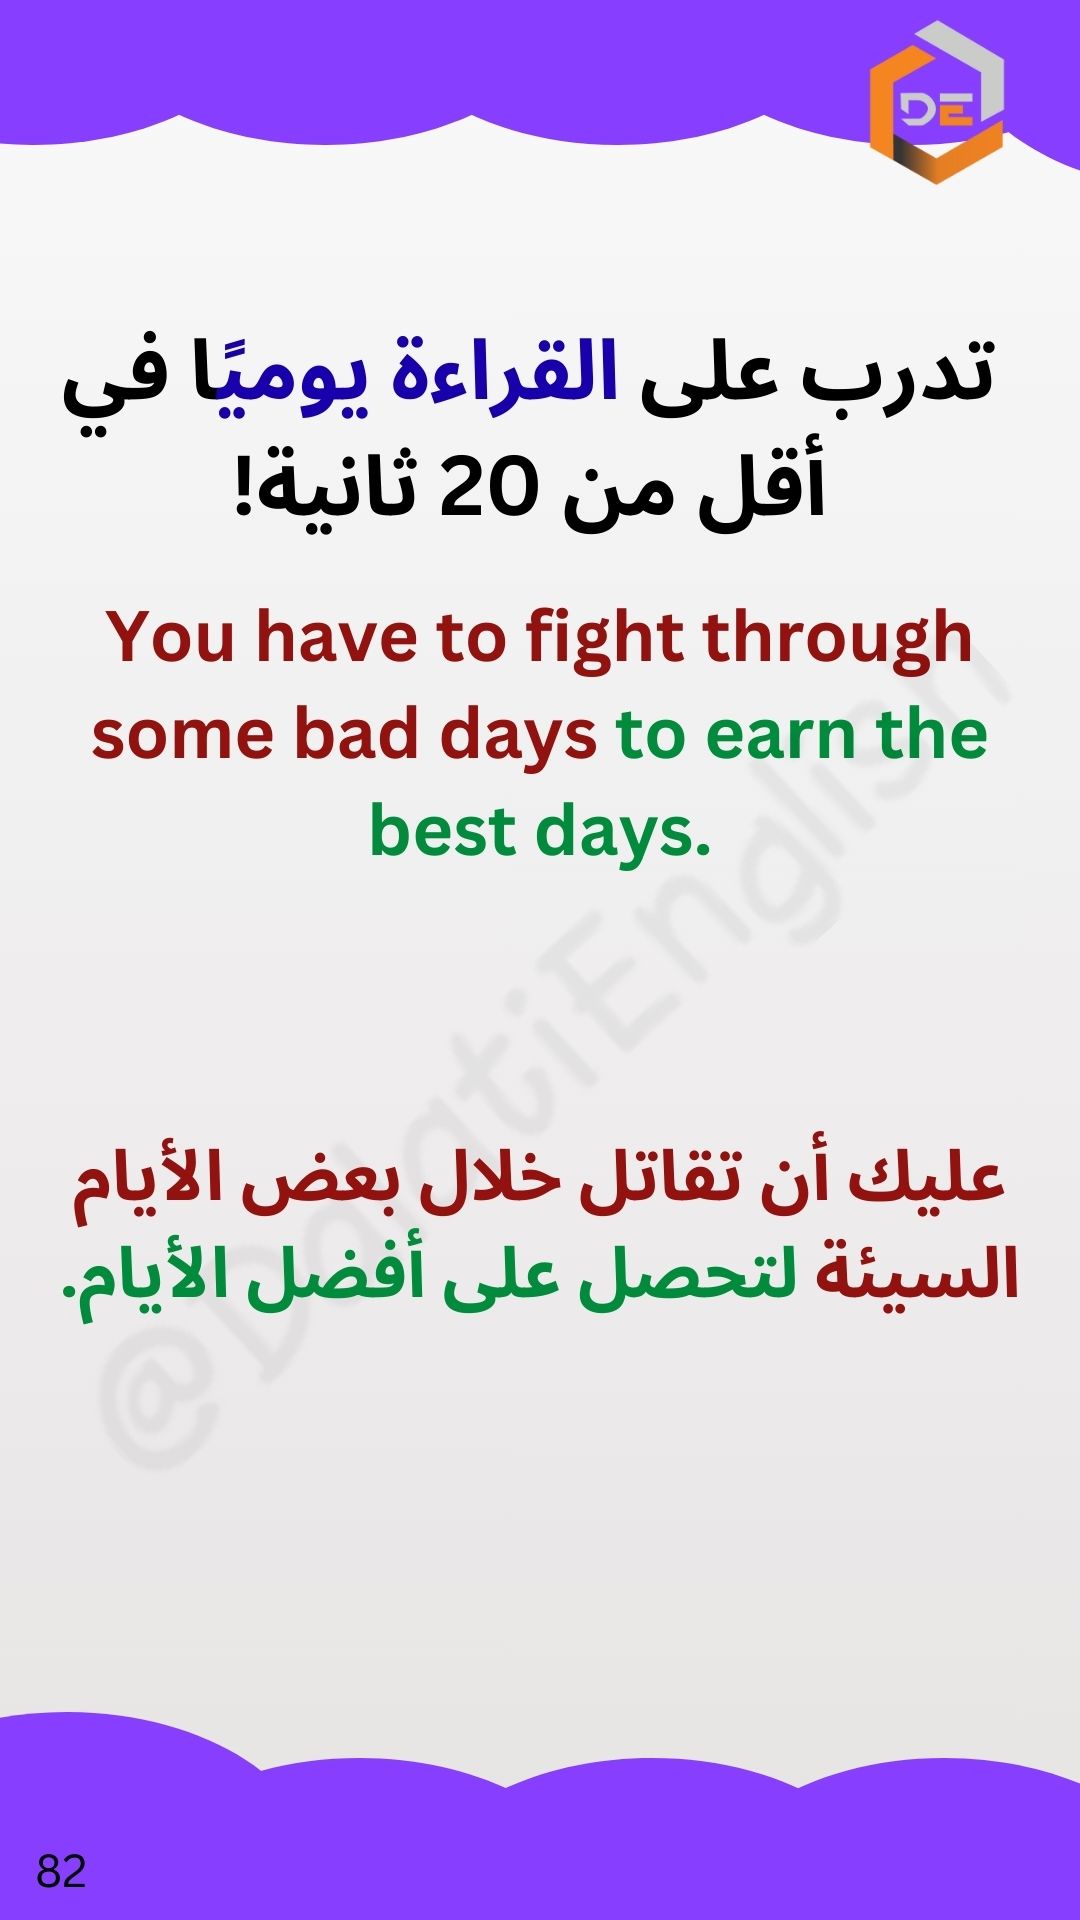 DE
تدرب على القراءة يوميًا في
أقل من 20 ثانية!
You have to fight through
some bad days to earn the
best days.
عليك أن تقاتل خلال بعض الأيام
السيئة لتحصل على أفضل الأيام.
@DalatiEnglish
82